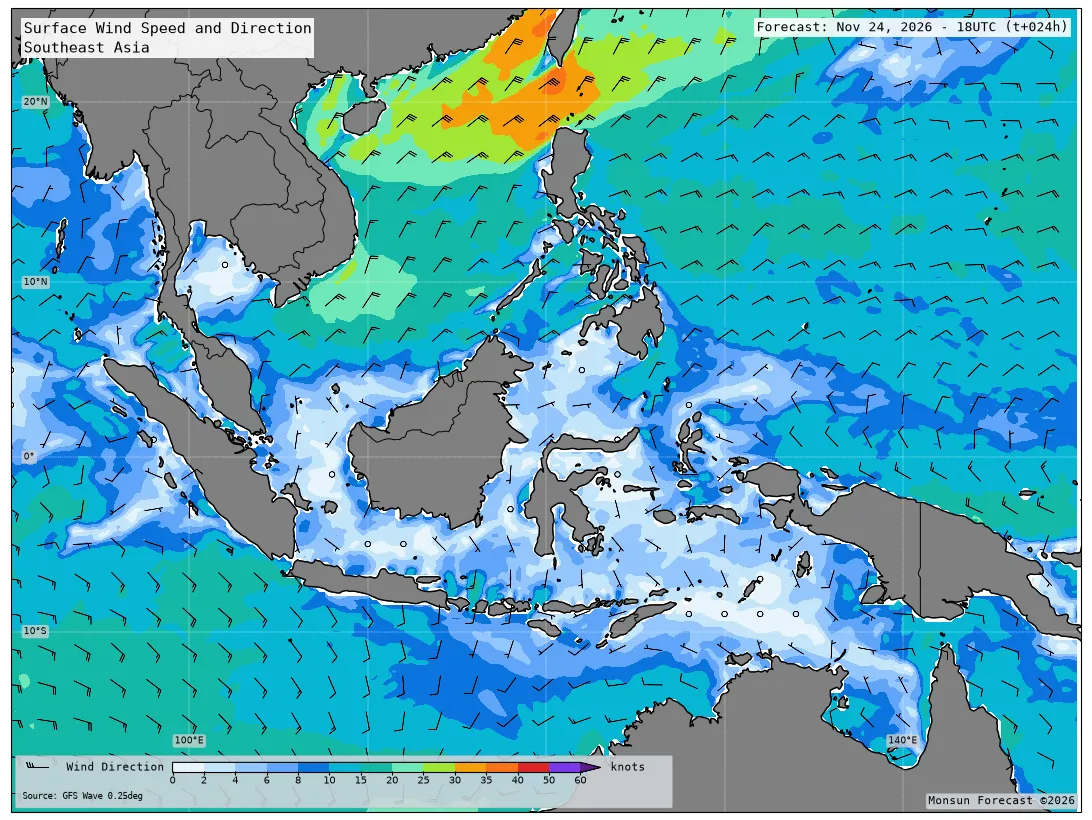 Surface Wind Speed and Direction
Southeast Asia
Forecast: Nov 24, 2026 - 18UTC (t+024h)
20°N
10°N
0°
10°S
100°E
140°E
Wind Direction
0 2 4 6 8 10 15 20 25 30 35 40 50 60
knots
Source: GFS Wave 0.25deg
Monsun Forecast ©2026